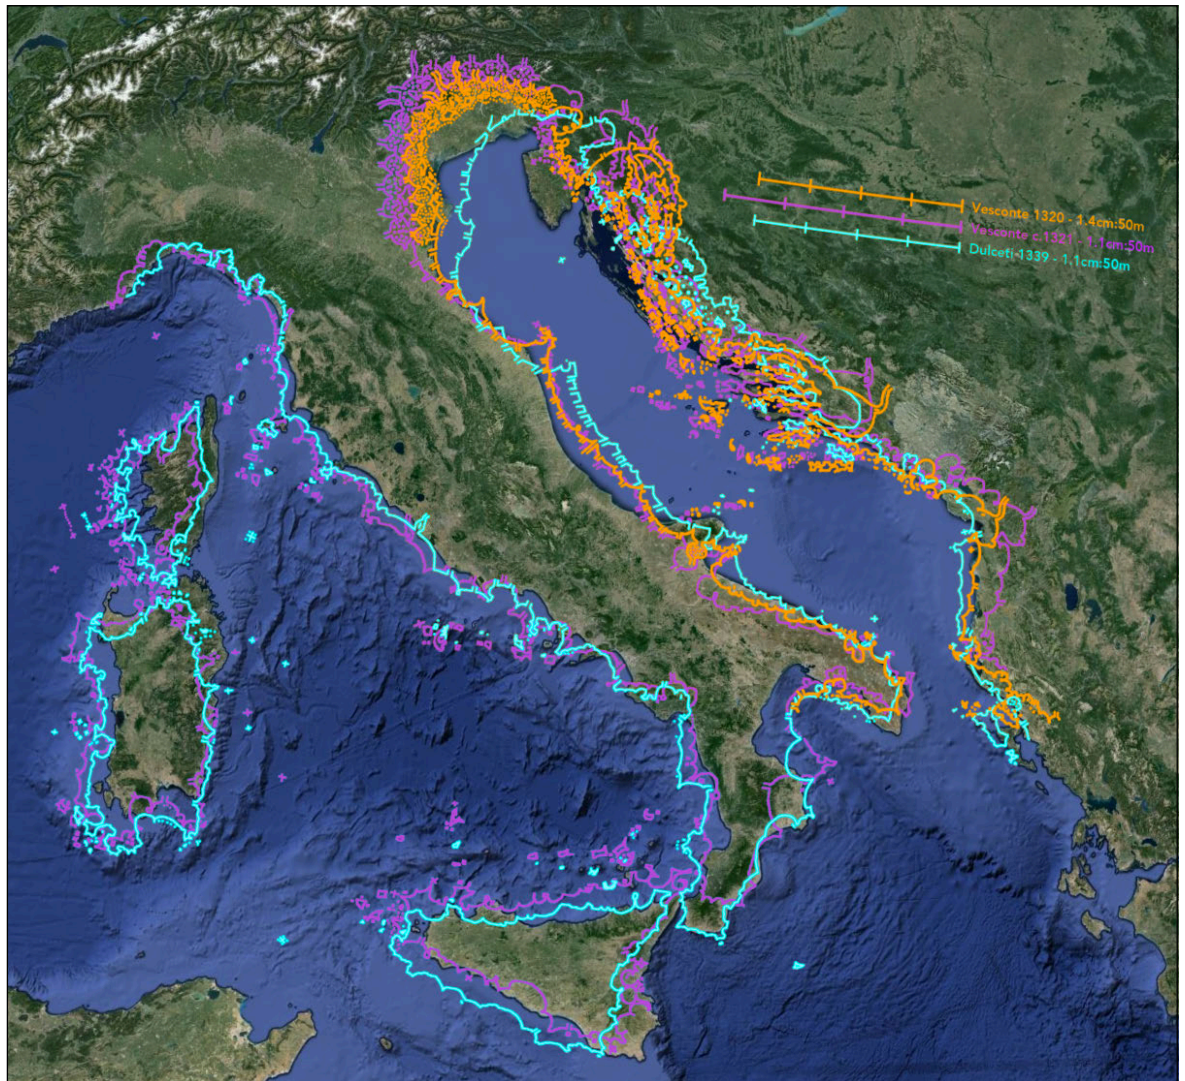 Vesconte 1320 - 1.4cm:50m
Vesconte c.1321 - 1.1cm:50m
Dulceti 1339 - 1.1cm:50m